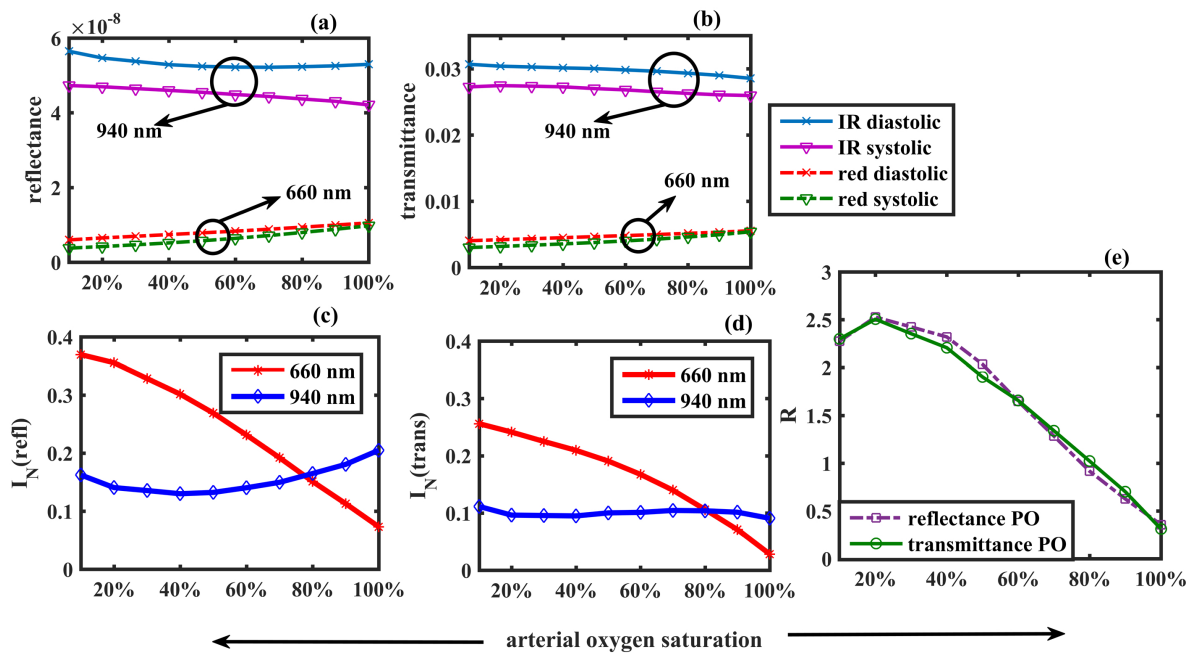 (a)
×10⁻⁸
6
4
2
0
reflectance
940 nm
660 nm
20% 40% 60% 80% 100%
(b)
0.03
0.02
0.01
0
transmittance
940 nm
660 nm
20% 40% 60% 80% 100%
IR diastolic
IR systolic
red diastolic
red systolic
(c)
0.4
0.3
0.2
0.1
0
I_N(refl)
660 nm
940 nm
20% 40% 60% 80% 100%
(d)
0.4
0.3
0.2
0.1
0
I_N(trans)
660 nm
940 nm
20% 40% 60% 80% 100%
(e)
3
2.5
2
1.5
1
0.5
0
R
reflectance PO
transmittance PO
20% 40% 60% 80% 100%
arterial oxygen saturation